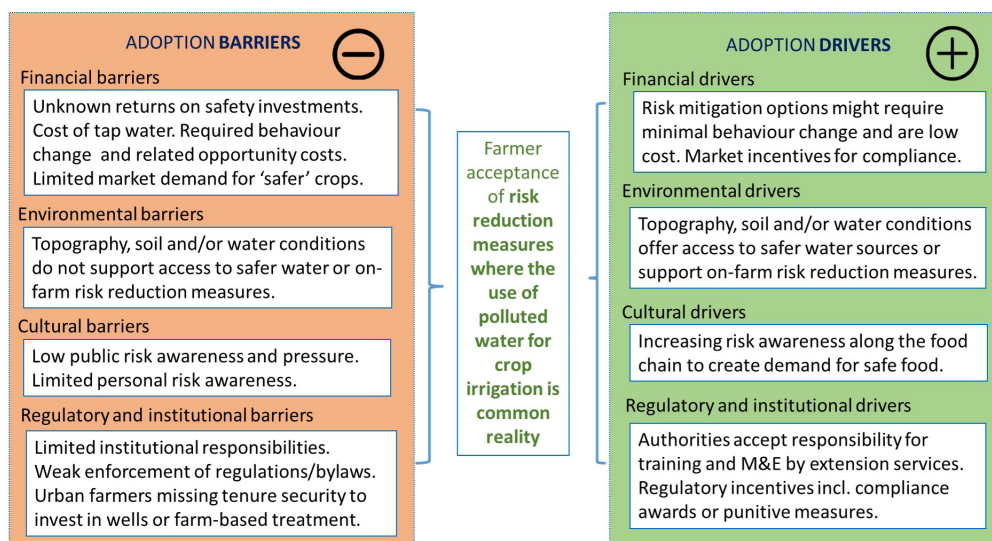 ADOPTION BARRIERS
Financial barriers
Unknown returns on safety investments.
Cost of tap water. Required behaviour
change and related opportunity costs.
Limited market demand for ‘safer’ crops.
Environmental barriers
Topography, soil and/or water conditions
do not support access to safer water or on-
farm risk reduction measures.
Cultural barriers
Low public risk awareness and pressure.
Limited personal risk awareness.
Regulatory and institutional barriers
Limited institutional responsibilities.
Weak enforcement of regulations/bylaws.
Urban farmers missing tenure security to
invest in wells or farm-based treatment.
Farmer
acceptance
of risk
reduction
measures
where the
use of
polluted
water for
crop
irrigation is
common
reality
ADOPTION DRIVERS
Financial drivers
Risk mitigation options might require
minimal behaviour change and are low
cost. Market incentives for compliance.
Environmental drivers
Topography, soil and/or water conditions
offer access to safer water sources or
support on-farm risk reduction measures.
Cultural drivers
Increasing risk awareness along the food
chain to create demand for safe food.
Regulatory and institutional drivers
Authorities accept responsibility for
training and M&E by extension services.
Regulatory incentives incl. compliance
awards or punitive measures.